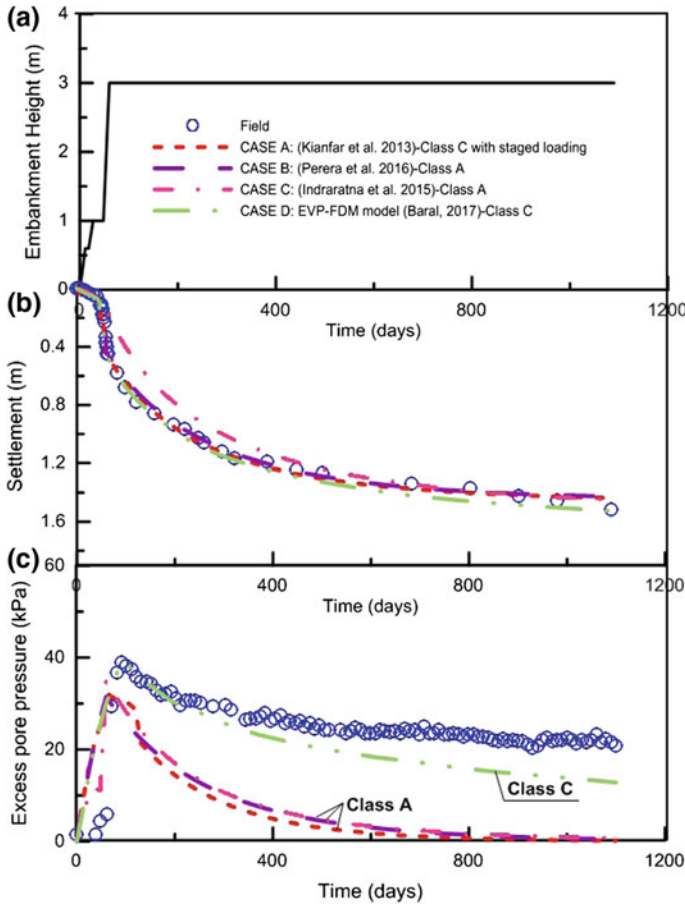 (a)
4
3
2
1
0
Embankment Height (m)
Field
CASE A: (Kianfar et al. 2013)-Class C with staged loading
CASE B: (Perera et al. 2016)-Class A
CASE C: (Indraratna et al. 2015)-Class A
CASE D: EVP-FDM model (Baral, 2017)-Class C
0 400 800 1200
Time (days)
(b)
0.4
0.8
1.2
1.6
Settlement (m)
(c)
60
40
20
0
Excess pore pressure (kPa)
0 400 800 1200
Time (days)
Class A
Class C
0 400 800 1200
Time (days)